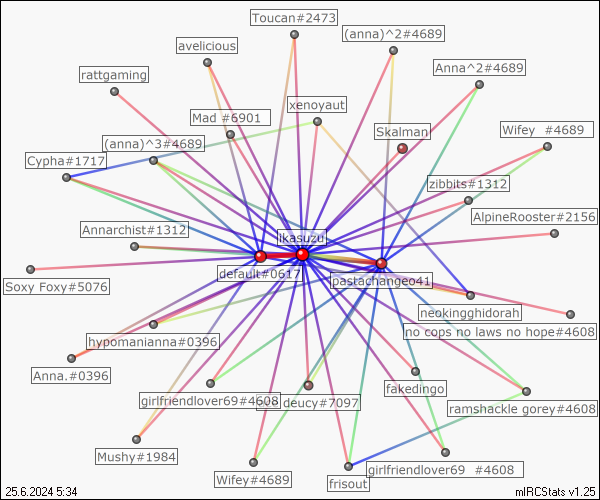 Toucan#2473
(anna)^2#4689
avelicious
Anna^2#4689
rattgaming
xenoyaut
Mad #6901
Skalman
Wifey  #4689
(anna)^3#4689
Cypha#1717
zibbits#1312
AlpineRooster#2156
Annarchist#1312
ikasuzu
default#0617
pastachangeo41
Soxy Foxy#5076
neokingghidorah
no cops no laws no hope#4608
hypomanianna#0396
Anna.#0396
fakedingo
girlfriendlover69#4608
deucy#7097
ramshackle gorey#4608
Mushy#1984
girlfriendlover69  #4608
Wifey#4689
frisout
25.6.2024 5:34
mIRCStats v1.25